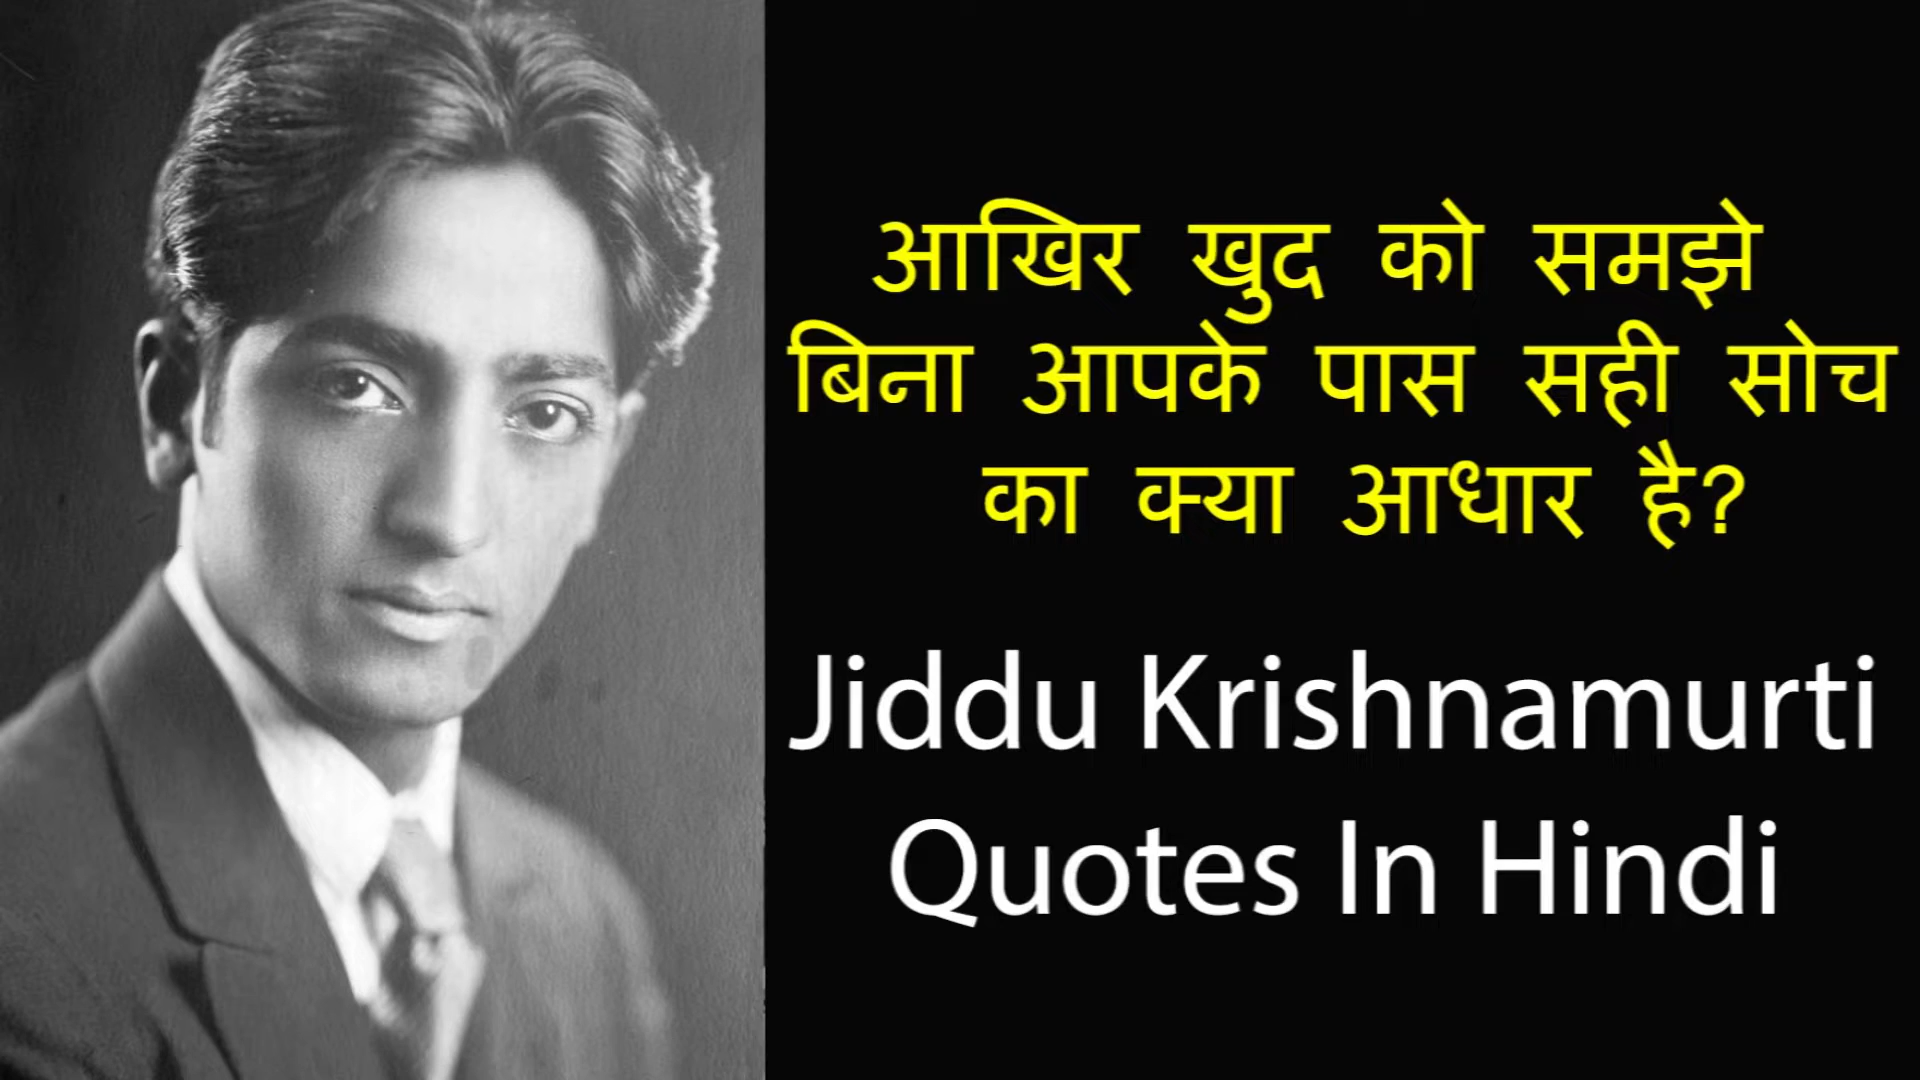 आखिर खुद को समझे
बिना आपके पास सही सोच
का क्या आधार है?
Jiddu Krishnamurti
Quotes In Hindi